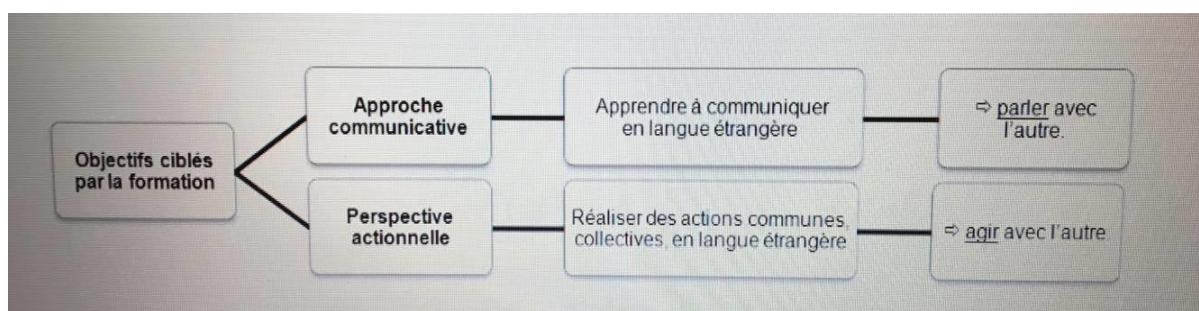 Objectifs ciblés
par la formation
Approche
communicative
Apprendre à communiquer
en langue étrangère
⇨ parler avec
l'autre.
Perspective
actionnelle
Réaliser des actions communes,
collectives, en langue étrangère
⇨ agir avec l'autre